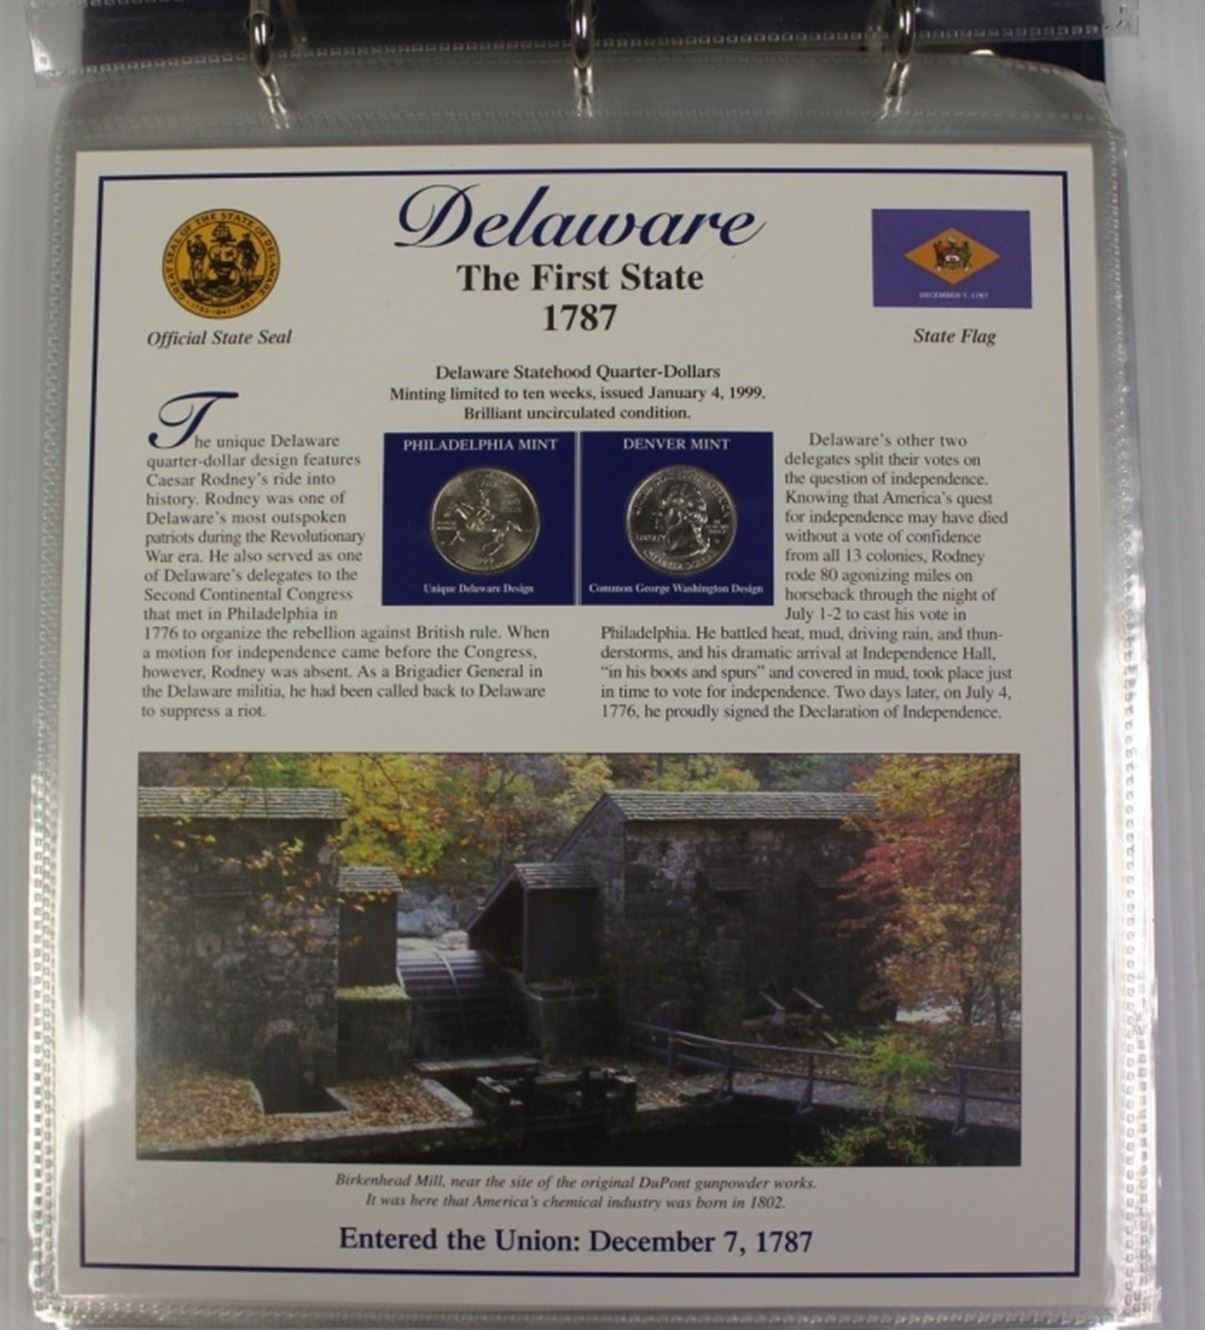 Delaware
The First State
1787
GREAT SEAL OF THE STATE OF DELAWARE
Official State Seal
DECEMBER 7, 1787
State Flag
Delaware Statehood Quarter-Dollars
Minting limited to ten weeks, issued January 4, 1999.
Brilliant uncirculated condition.
PHILADELPHIA MINT
Unique Delaware Design
DENVER MINT
LIBERTY
Common George Washington Design
The unique Delaware
quarter-dollar design features
Caesar Rodney's ride into
history. Rodney was one of
Delaware's most outspoken
patriots during the Revolutionary
War era. He also served as one
of Delaware's delegates to the
Second Continental Congress
that met in Philadelphia in
1776 to organize the rebellion against British rule. When
a motion for independence came before the Congress,
however, Rodney was absent. As a Brigadier General in
the Delaware militia, he had been called back to Delaware
to suppress a riot.
Delaware's other two
delegates split their votes on
the question of independence.
Knowing that America's quest
for independence may have died
without a vote of confidence
from all 13 colonies, Rodney
rode 80 agonizing miles on
horseback through the night of
July 1-2 to cast his vote in
Philadelphia. He battled heat, mud, driving rain, and thun-
derstorms, and his dramatic arrival at Independence Hall,
“in his boots and spurs” and covered in mud, took place just
in time to vote for independence. Two days later, on July 4,
1776, he proudly signed the Declaration of Independence.
Birkenhead Mill, near the site of the original DuPont gunpowder works.
It was here that America's chemical industry was born in 1802.
Entered the Union: December 7, 1787